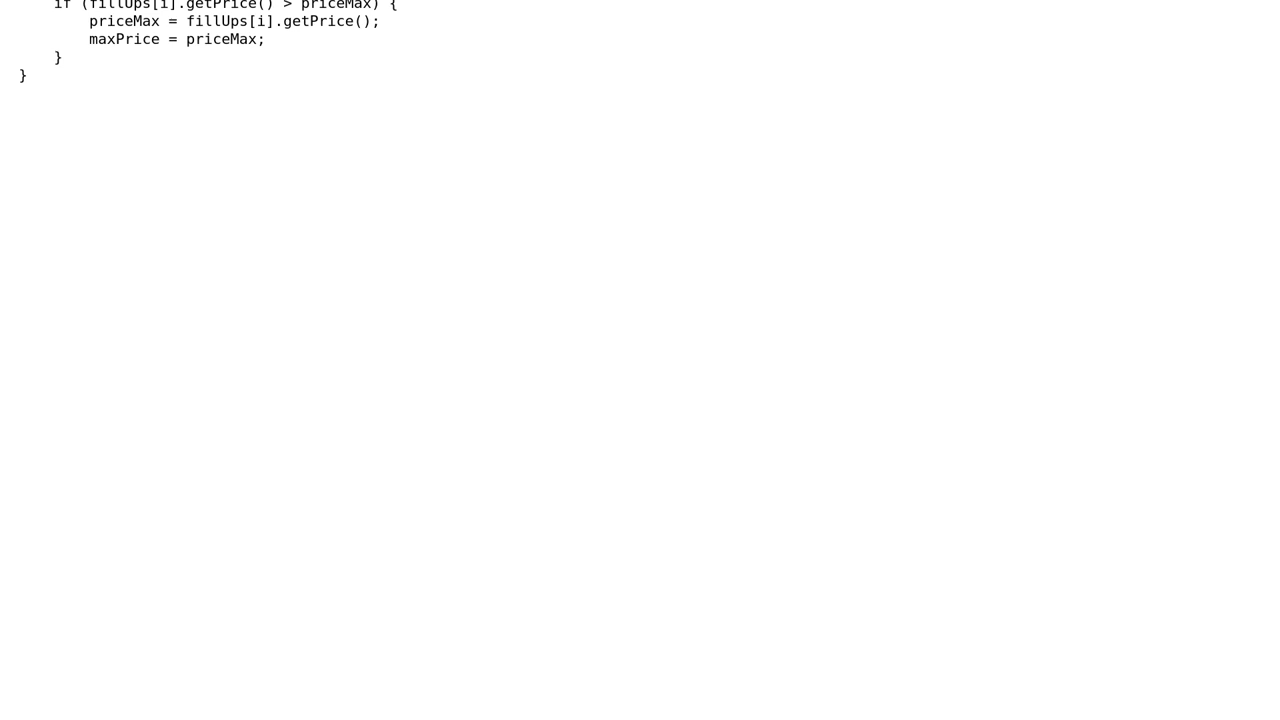 if (fillUps[i].getPrice() > priceMax) {
        priceMax = fillUps[i].getPrice();
        maxPrice = priceMax;
    }
}